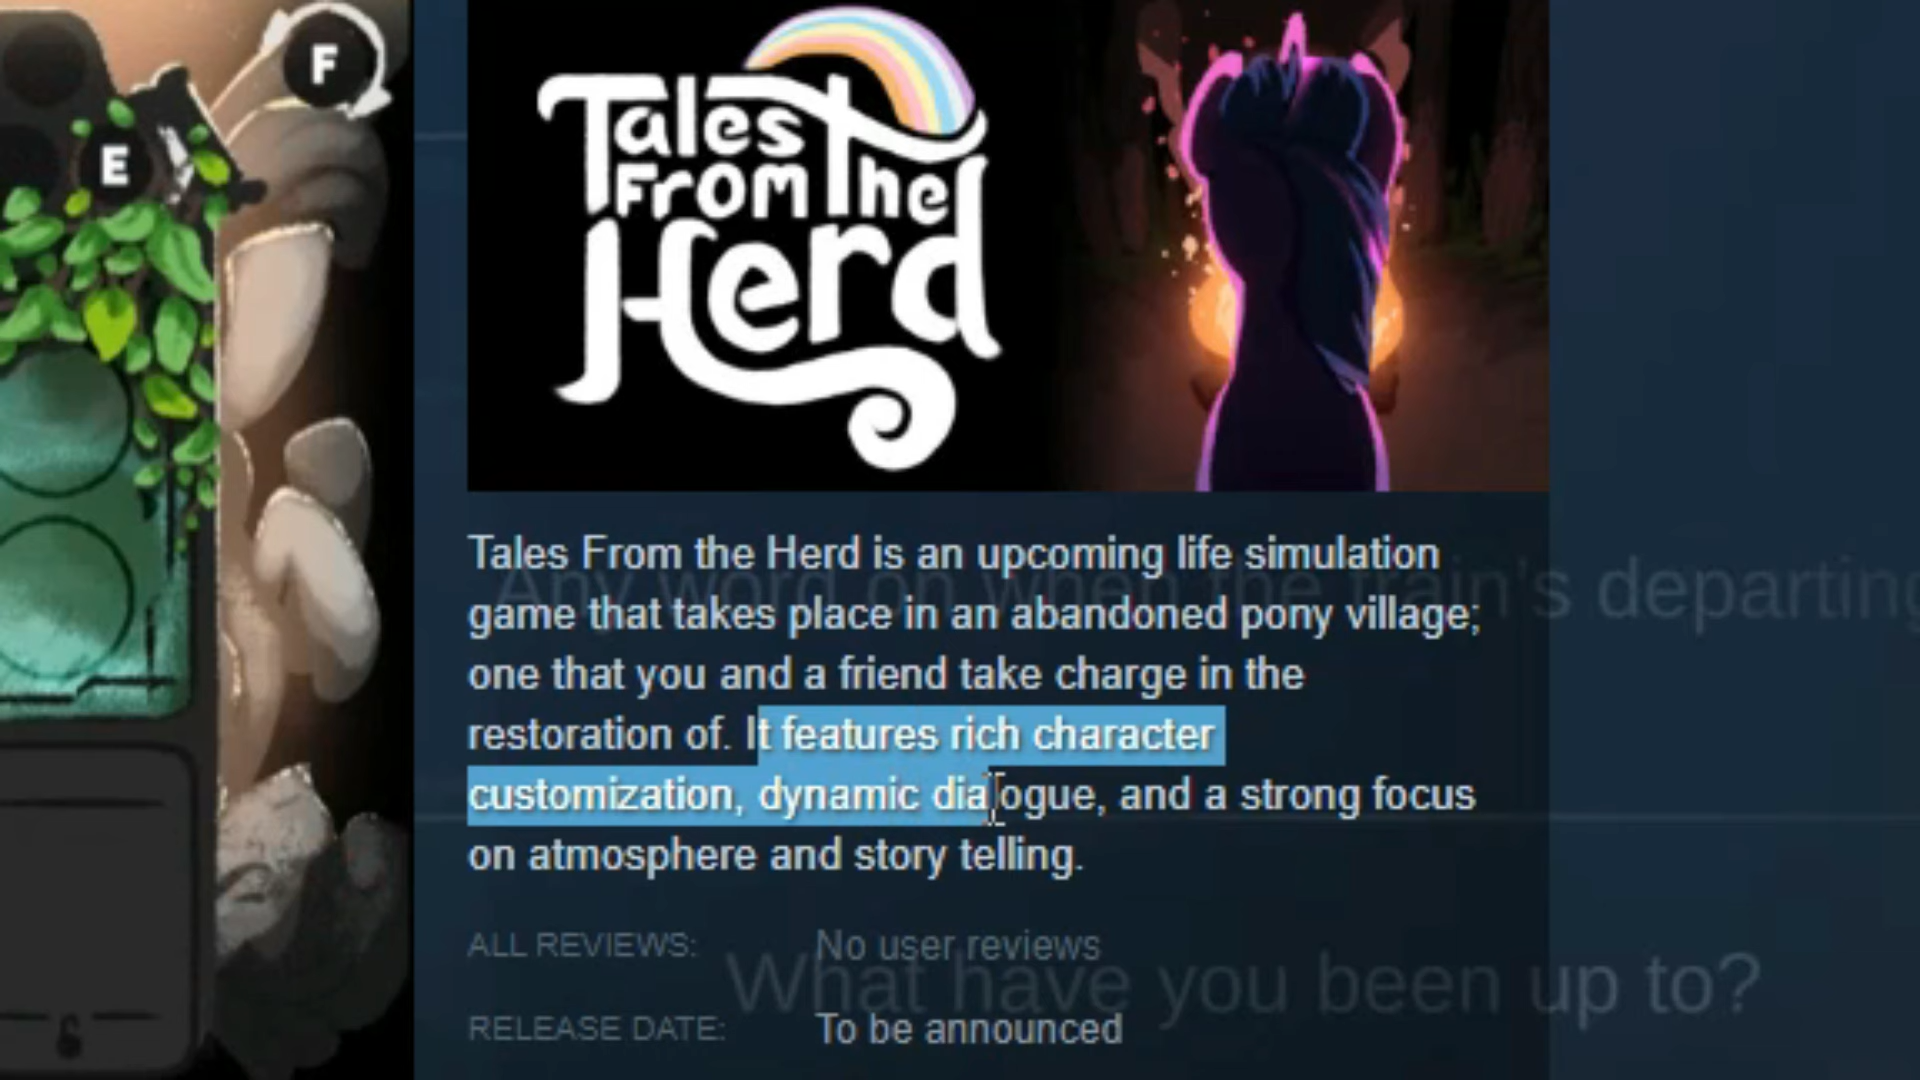 F
E
Tales
From The
Herd
Tales From the Herd is an upcoming life simulation
game that takes place in an abandoned pony village;
one that you and a friend take charge in the
restoration of. It features rich character
customization, dynamic dialogue, and a strong focus
on atmosphere and story telling.
Any word on when the train's departing
ALL REVIEWS: No user reviews
What have you been up to?
RELEASE DATE: To be announced